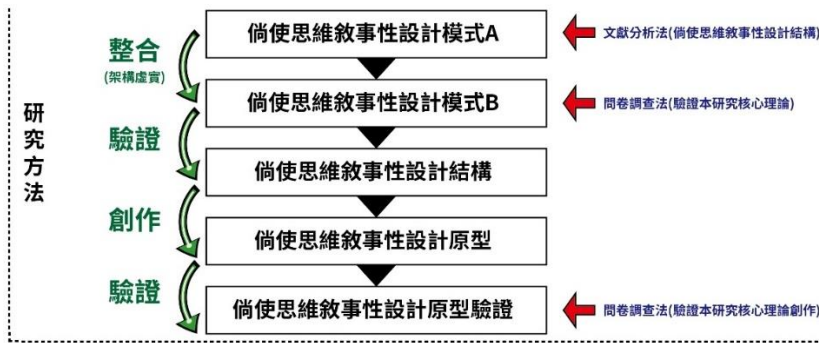 研究方法
整合
(架構虛實)
驗證
創作
驗證
倘使思維敘事性設計模式A
倘使思維敘事性設計模式B
倘使思維敘事性設計結構
倘使思維敘事性設計原型
倘使思維敘事性設計原型驗證
文獻分析法(倘使思維敘事性設計結構)
問卷調查法(驗證本研究核心理論)
問卷調查法(驗證本研究核心理論創作)